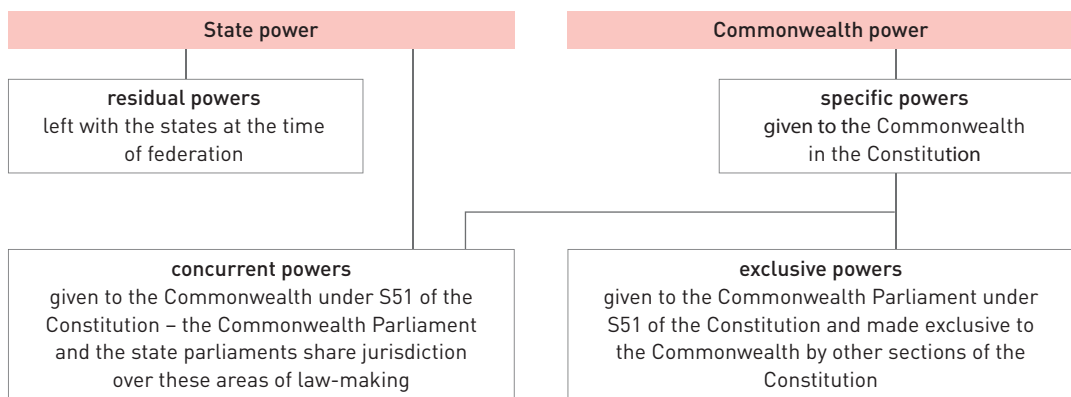 State power
Commonwealth power
residual powers
left with the states at the time
of federation
specific powers
given to the Commonwealth
in the Constitution
concurrent powers
given to the Commonwealth under S51 of the
Constitution – the Commonwealth Parliament
and the state parliaments share jurisdiction
over these areas of law-making
exclusive powers
given to the Commonwealth Parliament under
S51 of the Constitution and made exclusive to
the Commonwealth by other sections of the
Constitution